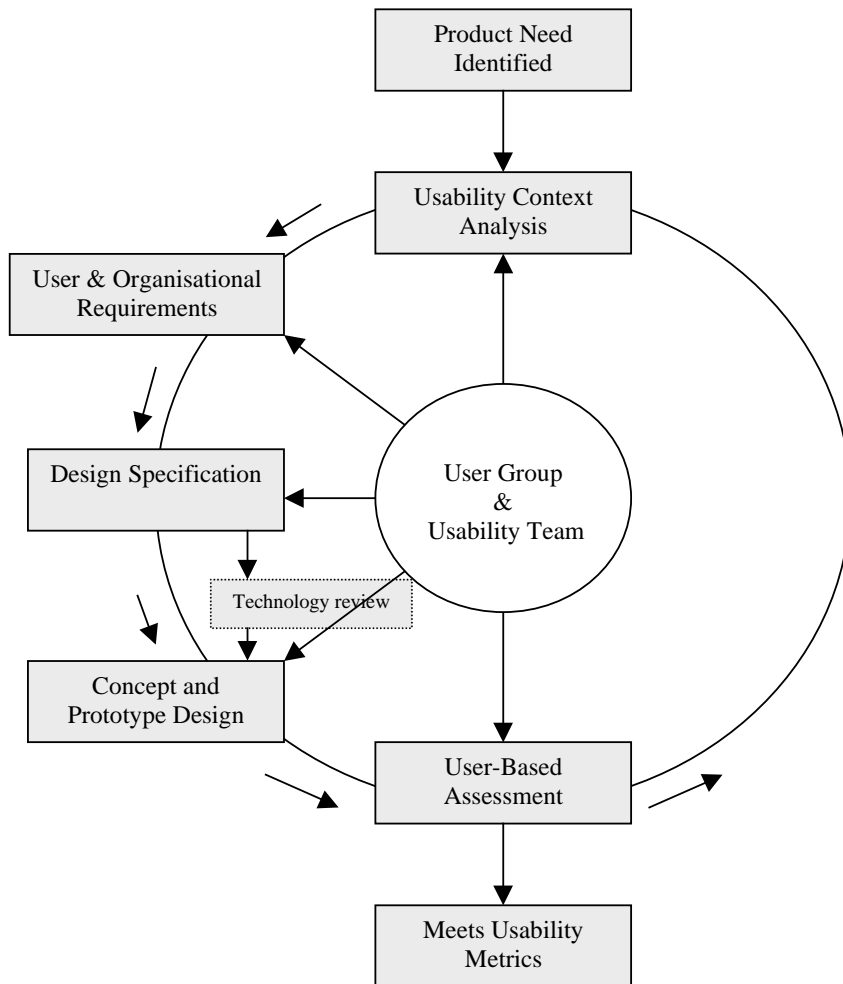 Product Need
Identified
Usability Context
Analysis
User & Organisational
Requirements
Design Specification
User Group
&
Usability Team
Technology review
Concept and
Prototype Design
User-Based
Assessment
Meets Usability
Metrics